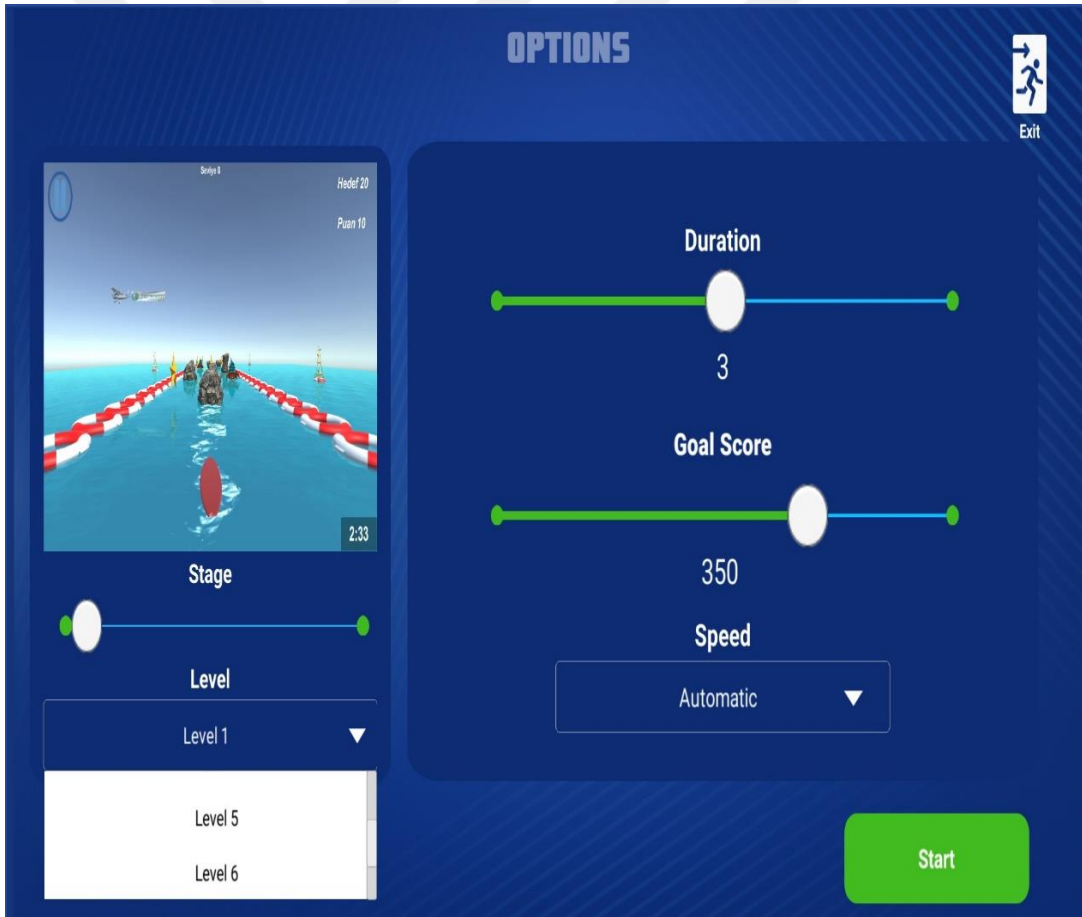 OPTIONS
Exit
Seviye 8
Hedef 20
Puan 10
2:33
Stage
Level
Level 1
Level 5
Level 6
Duration
3
Goal Score
350
Speed
Automatic
Start